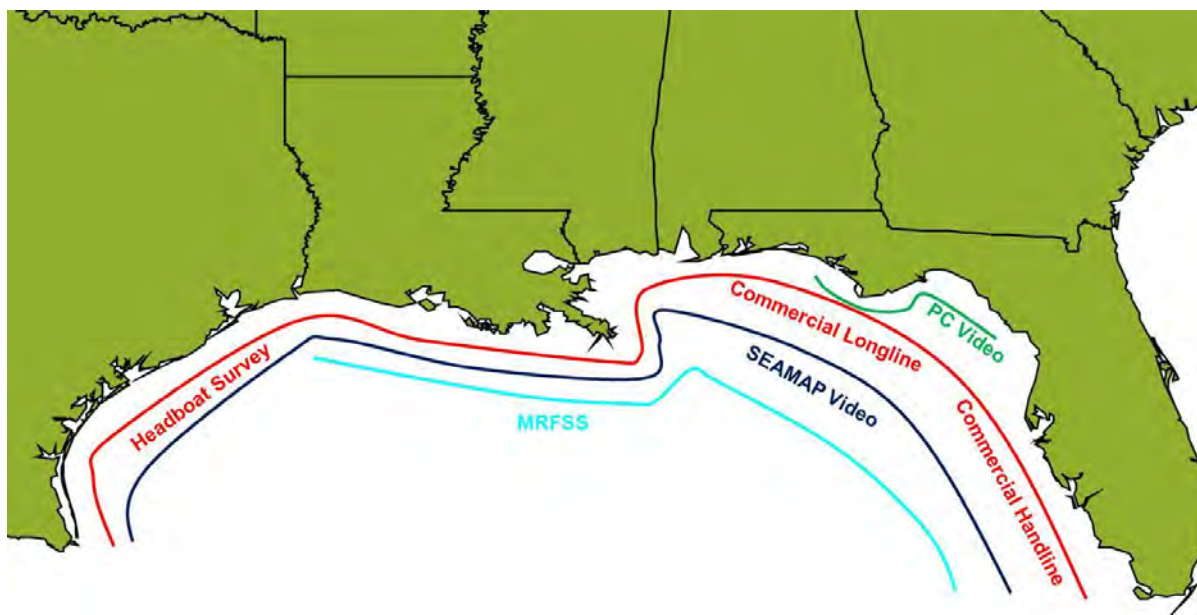 Headboat Survey
MRFSS
Commercial Longline
SEAMAP Video
PC Video
Commercial Handline